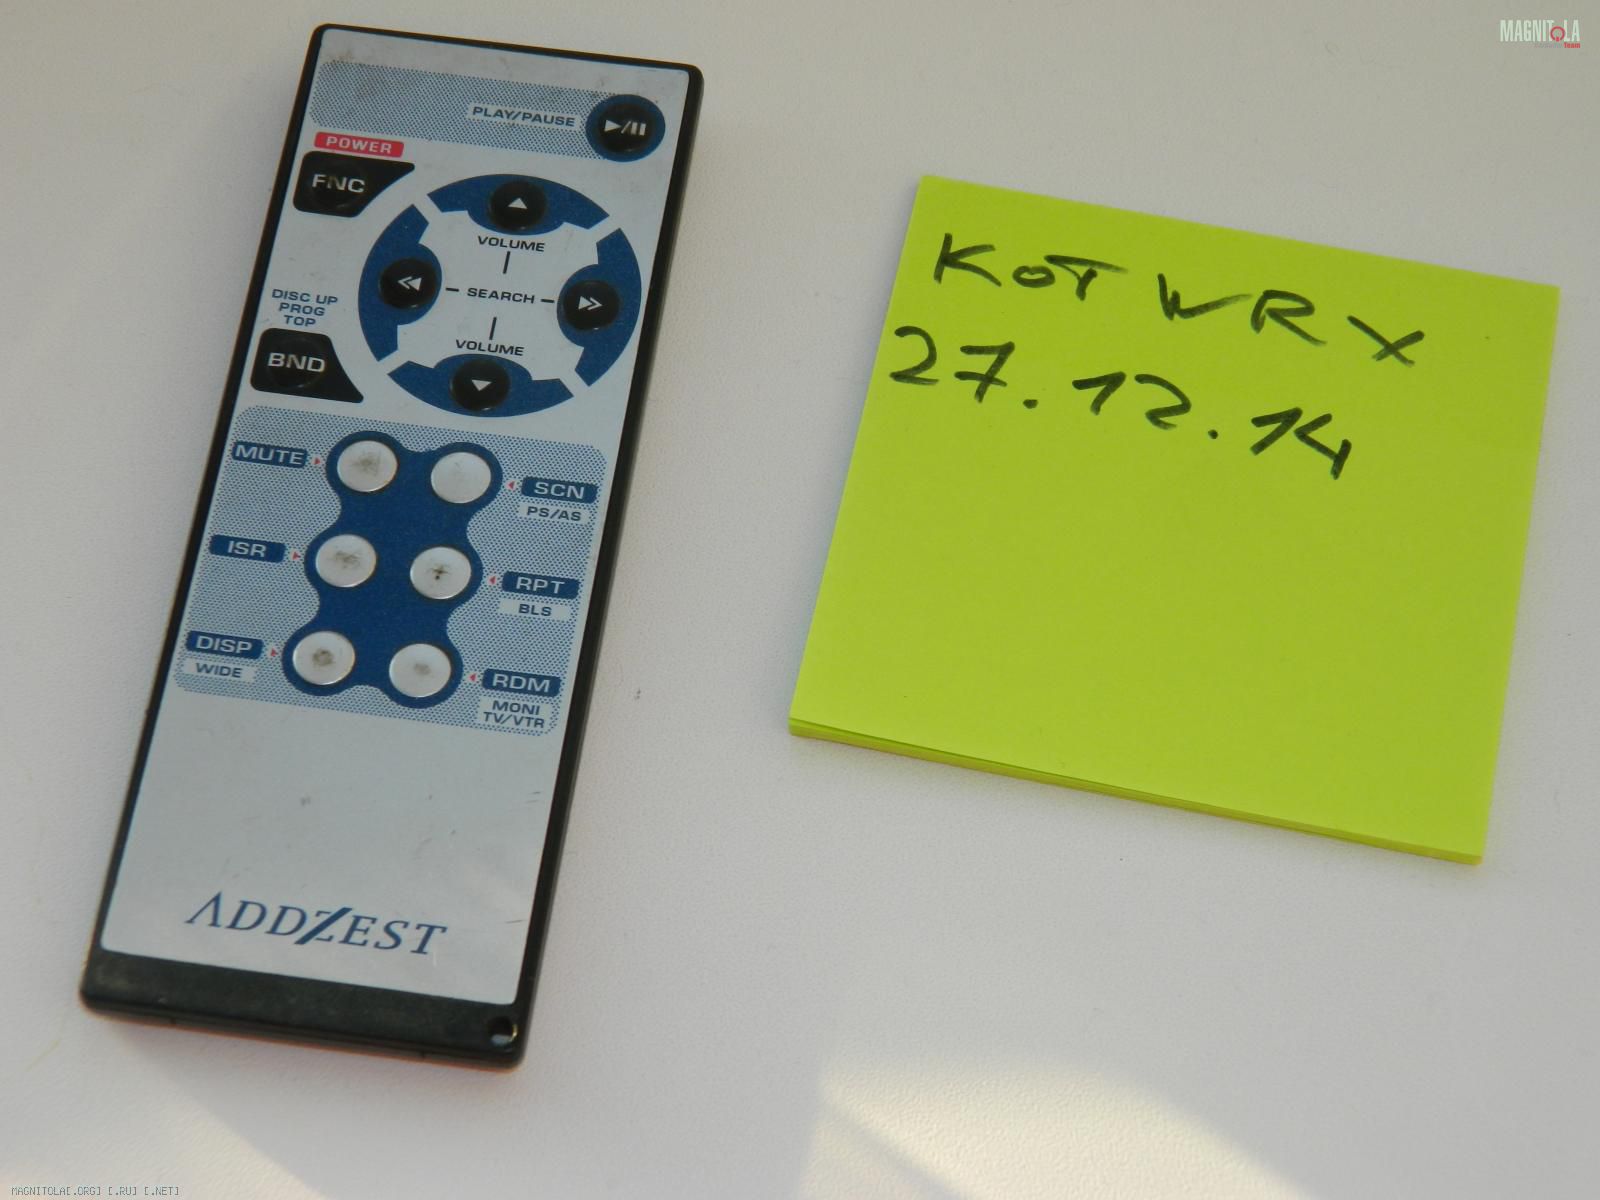 MAGNITOLA
PLAY/PAUSE
POWER
FNC
VOLUME
SEARCH
VOLUME
DISC UP
PROG
TOP
BND
MUTE
SCN
PS/AS
ISR
RPT
BLS
DISP
WIDE
RDM
MONI
TV/VTR
ADDZEST
KOT WRX
27.12.14
MAGNITOLA[.ORG] [.RU] [.NET]